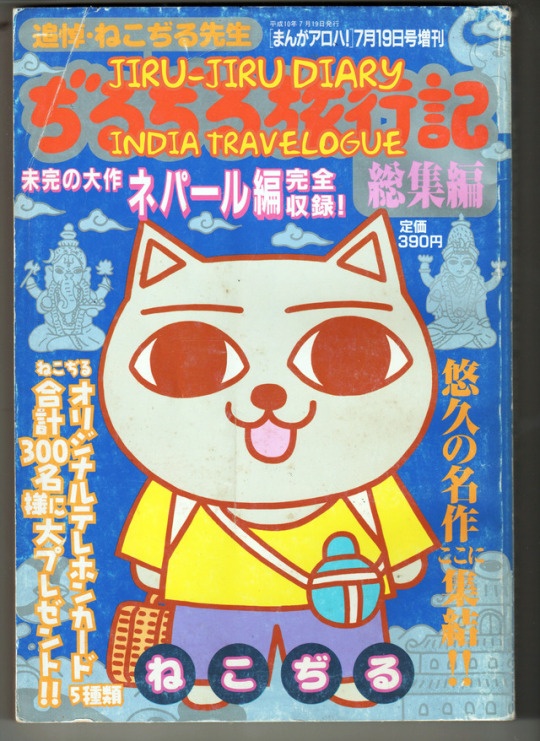 追悼・ねこぢる先生
平成10年7月19日発行
[まんがアロハ!]7月19日号増刊
JIRU-JIRU DIARY
ぢるぢる旅行記
INDIA TRAVELOGUE
総集編
未完の大作
ネパール編
完全
収録!
定価
390円
悠久の名作
ここに
集結!!
ねこぢる
オリジナルテレホンカード
5種類
合計300名様に大プレゼント!!
ねこぢる